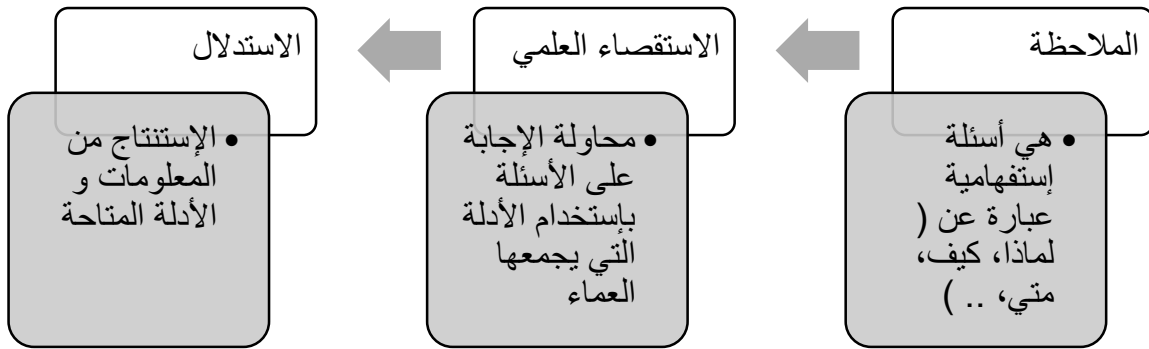 الملاحظة
• هي أسئلة
إستفهامية
عبارة عن (
لماذا، كيف،
متي، .. )
الاستقصاء العلمي
• محاولة الإجابة
على الأسئلة
بإستخدام الأدلة
التي يجمعها
العماء
الاستدلال
• الإستنتاج من
المعلومات و
الأدلة المتاحة